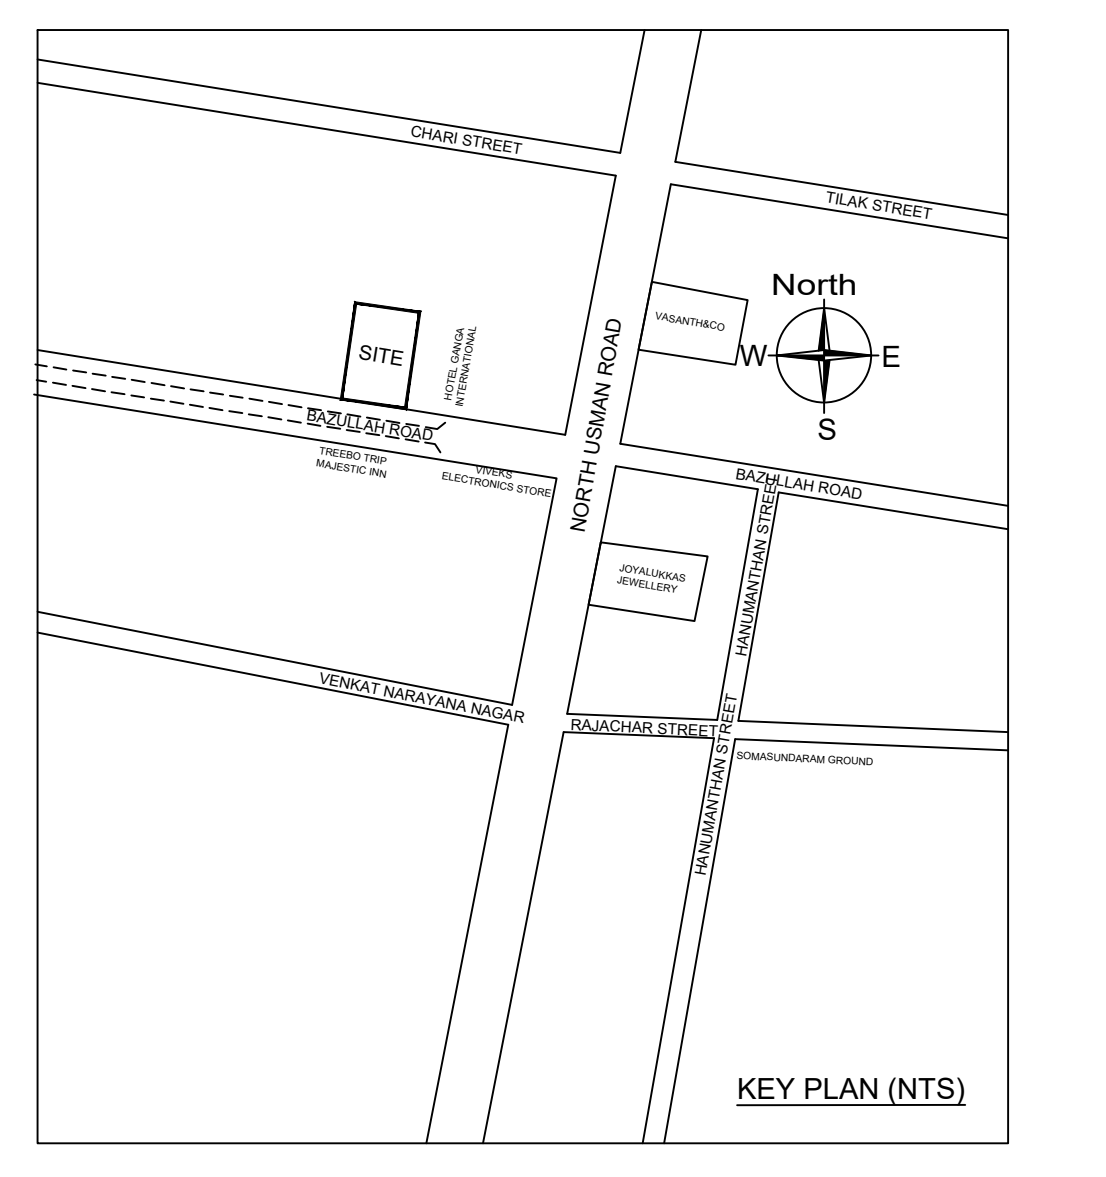 CHARI STREET
TILAK STREET
North
VASANTH&CO
W
E
S
SITE
HOTEL GANGA
INTERNATIONAL
NORTH USMAN ROAD
BAZULLAH ROAD
TREEBO TRIP
MAJESTIC INN
VIVEKS
ELECTRONICS STORE
BAZULLAH ROAD
HANUMANTHAN STREET
JOYALUKKAS
JEWELLERY
VENKAT NARAYANA NAGAR
RAJACHAR STREET
HANUMANTHAN STREET
SOMASUNDARAM GROUND
KEY PLAN (NTS)